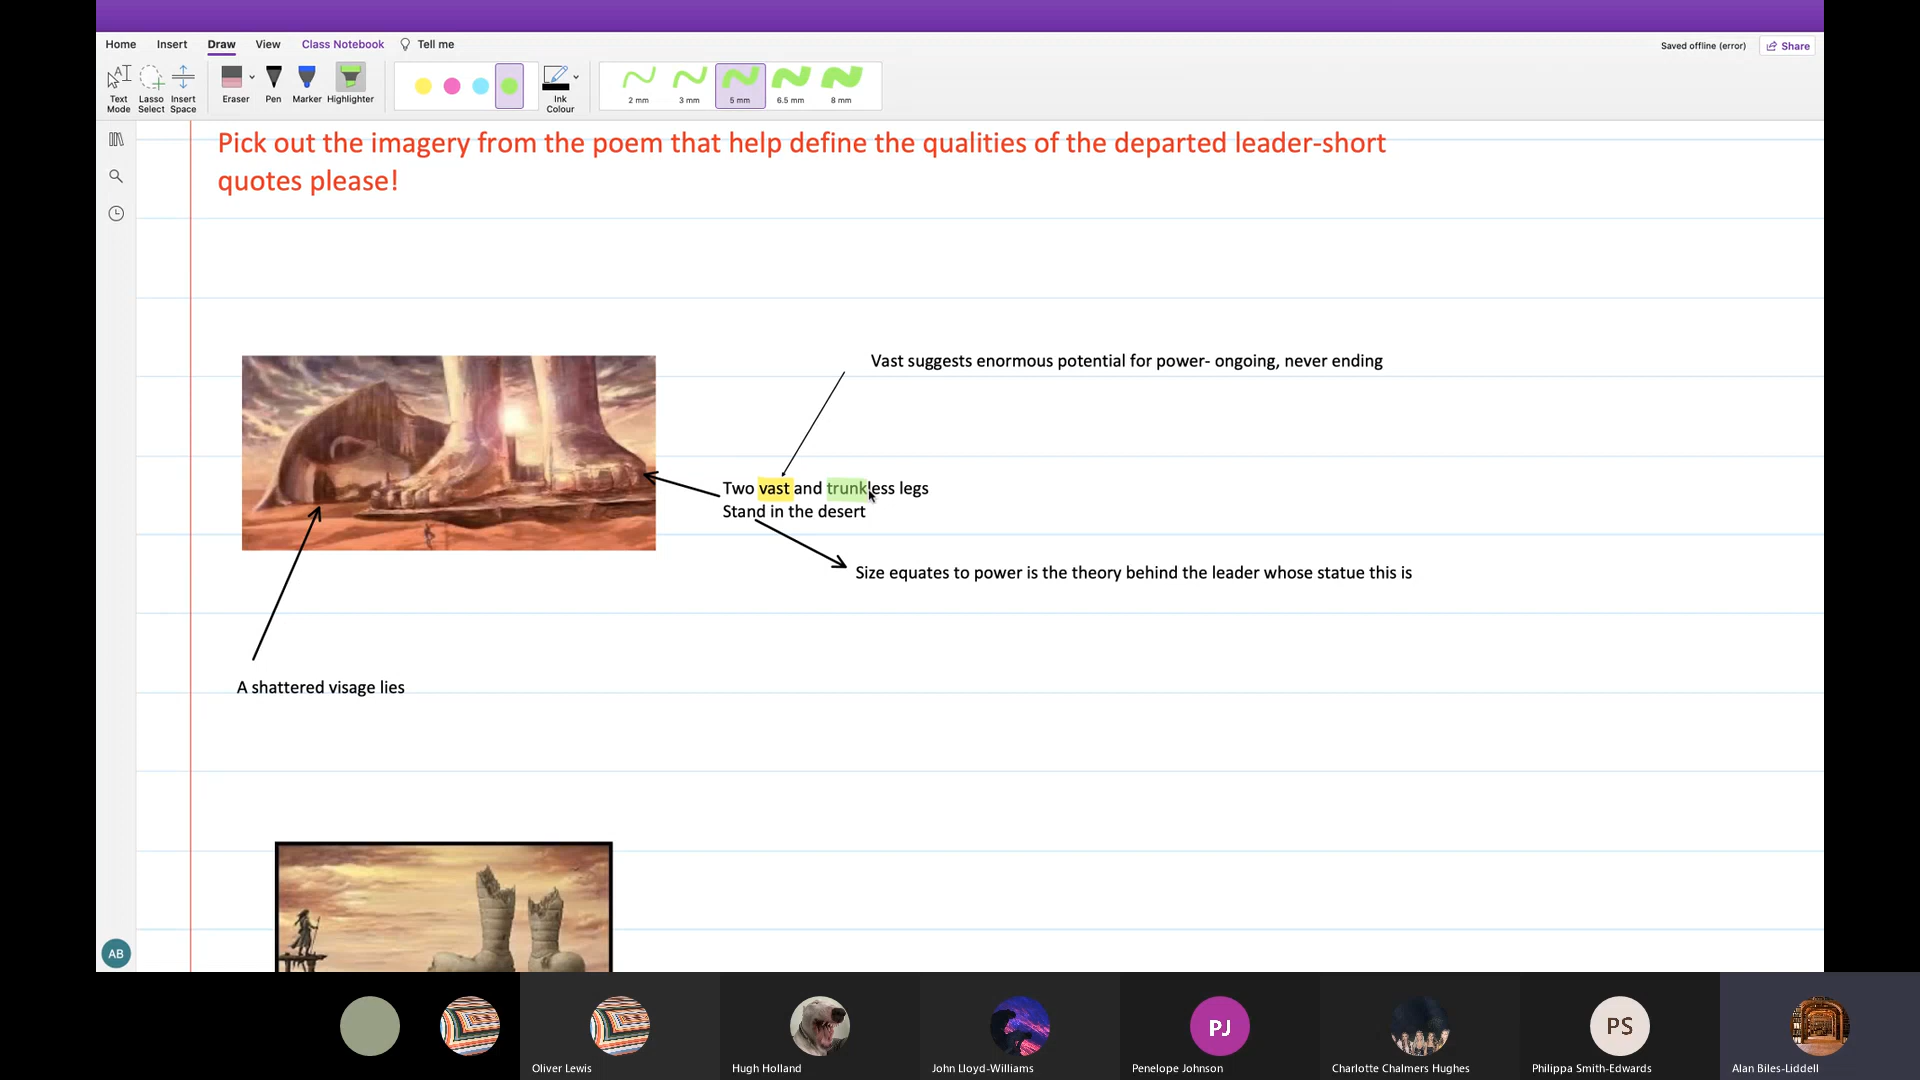 Home Insert Draw View Class Notebook Tell me
Saved offline (error) Share
Text Mode
Lasso Select
Insert Space
Eraser
Pen
Marker
Highlighter
Ink Colour
2 mm
3 mm
5 mm
6.5 mm
8 mm
Pick out the imagery from the poem that help define the qualities of the departed leader-short
quotes please!
Vast suggests enormous potential for power- ongoing, never ending
Two vast and trunkless legs
Stand in the desert
Size equates to power is the theory behind the leader whose statue this is
A shattered visage lies
AB
PJ
PS
Oliver Lewis
Hugh Holland
John Lloyd-Williams
Penelope Johnson
Charlotte Chalmers Hughes
Philippa Smith-Edwards
Alan Biles-Liddell